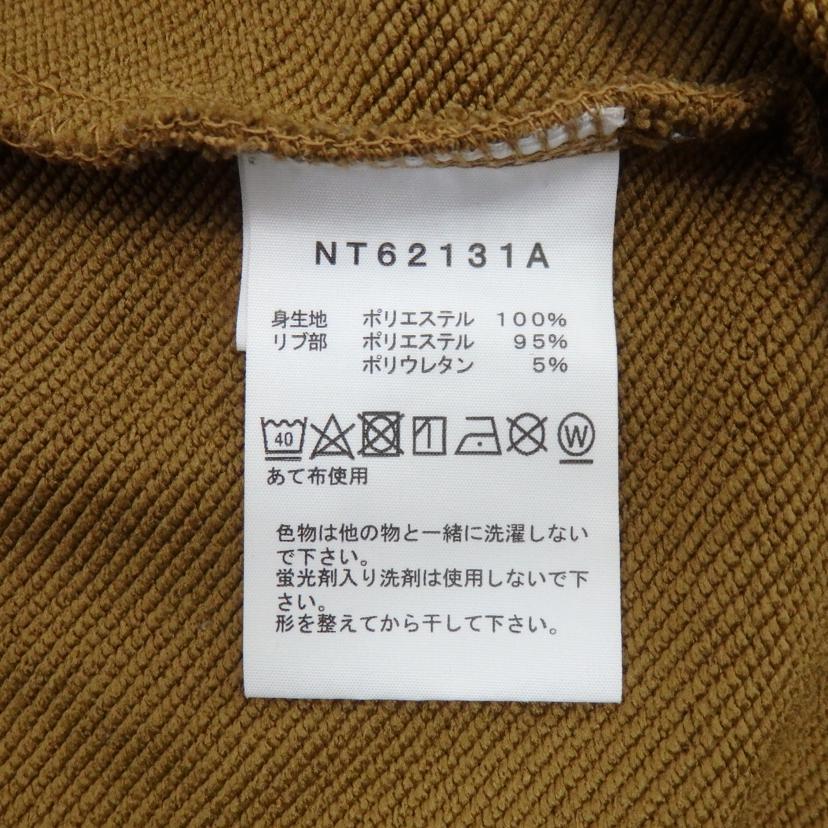 NT62131A
身生地 ポリエステル 100%
リブ部 ポリエステル 95%
ポリウレタン 5%
40 W
あて布使用
色物は他の物と一緒に洗濯しない
で下さい。
蛍光剤入り洗剤は使用しないで下
さい。
形を整えてから干して下さい。